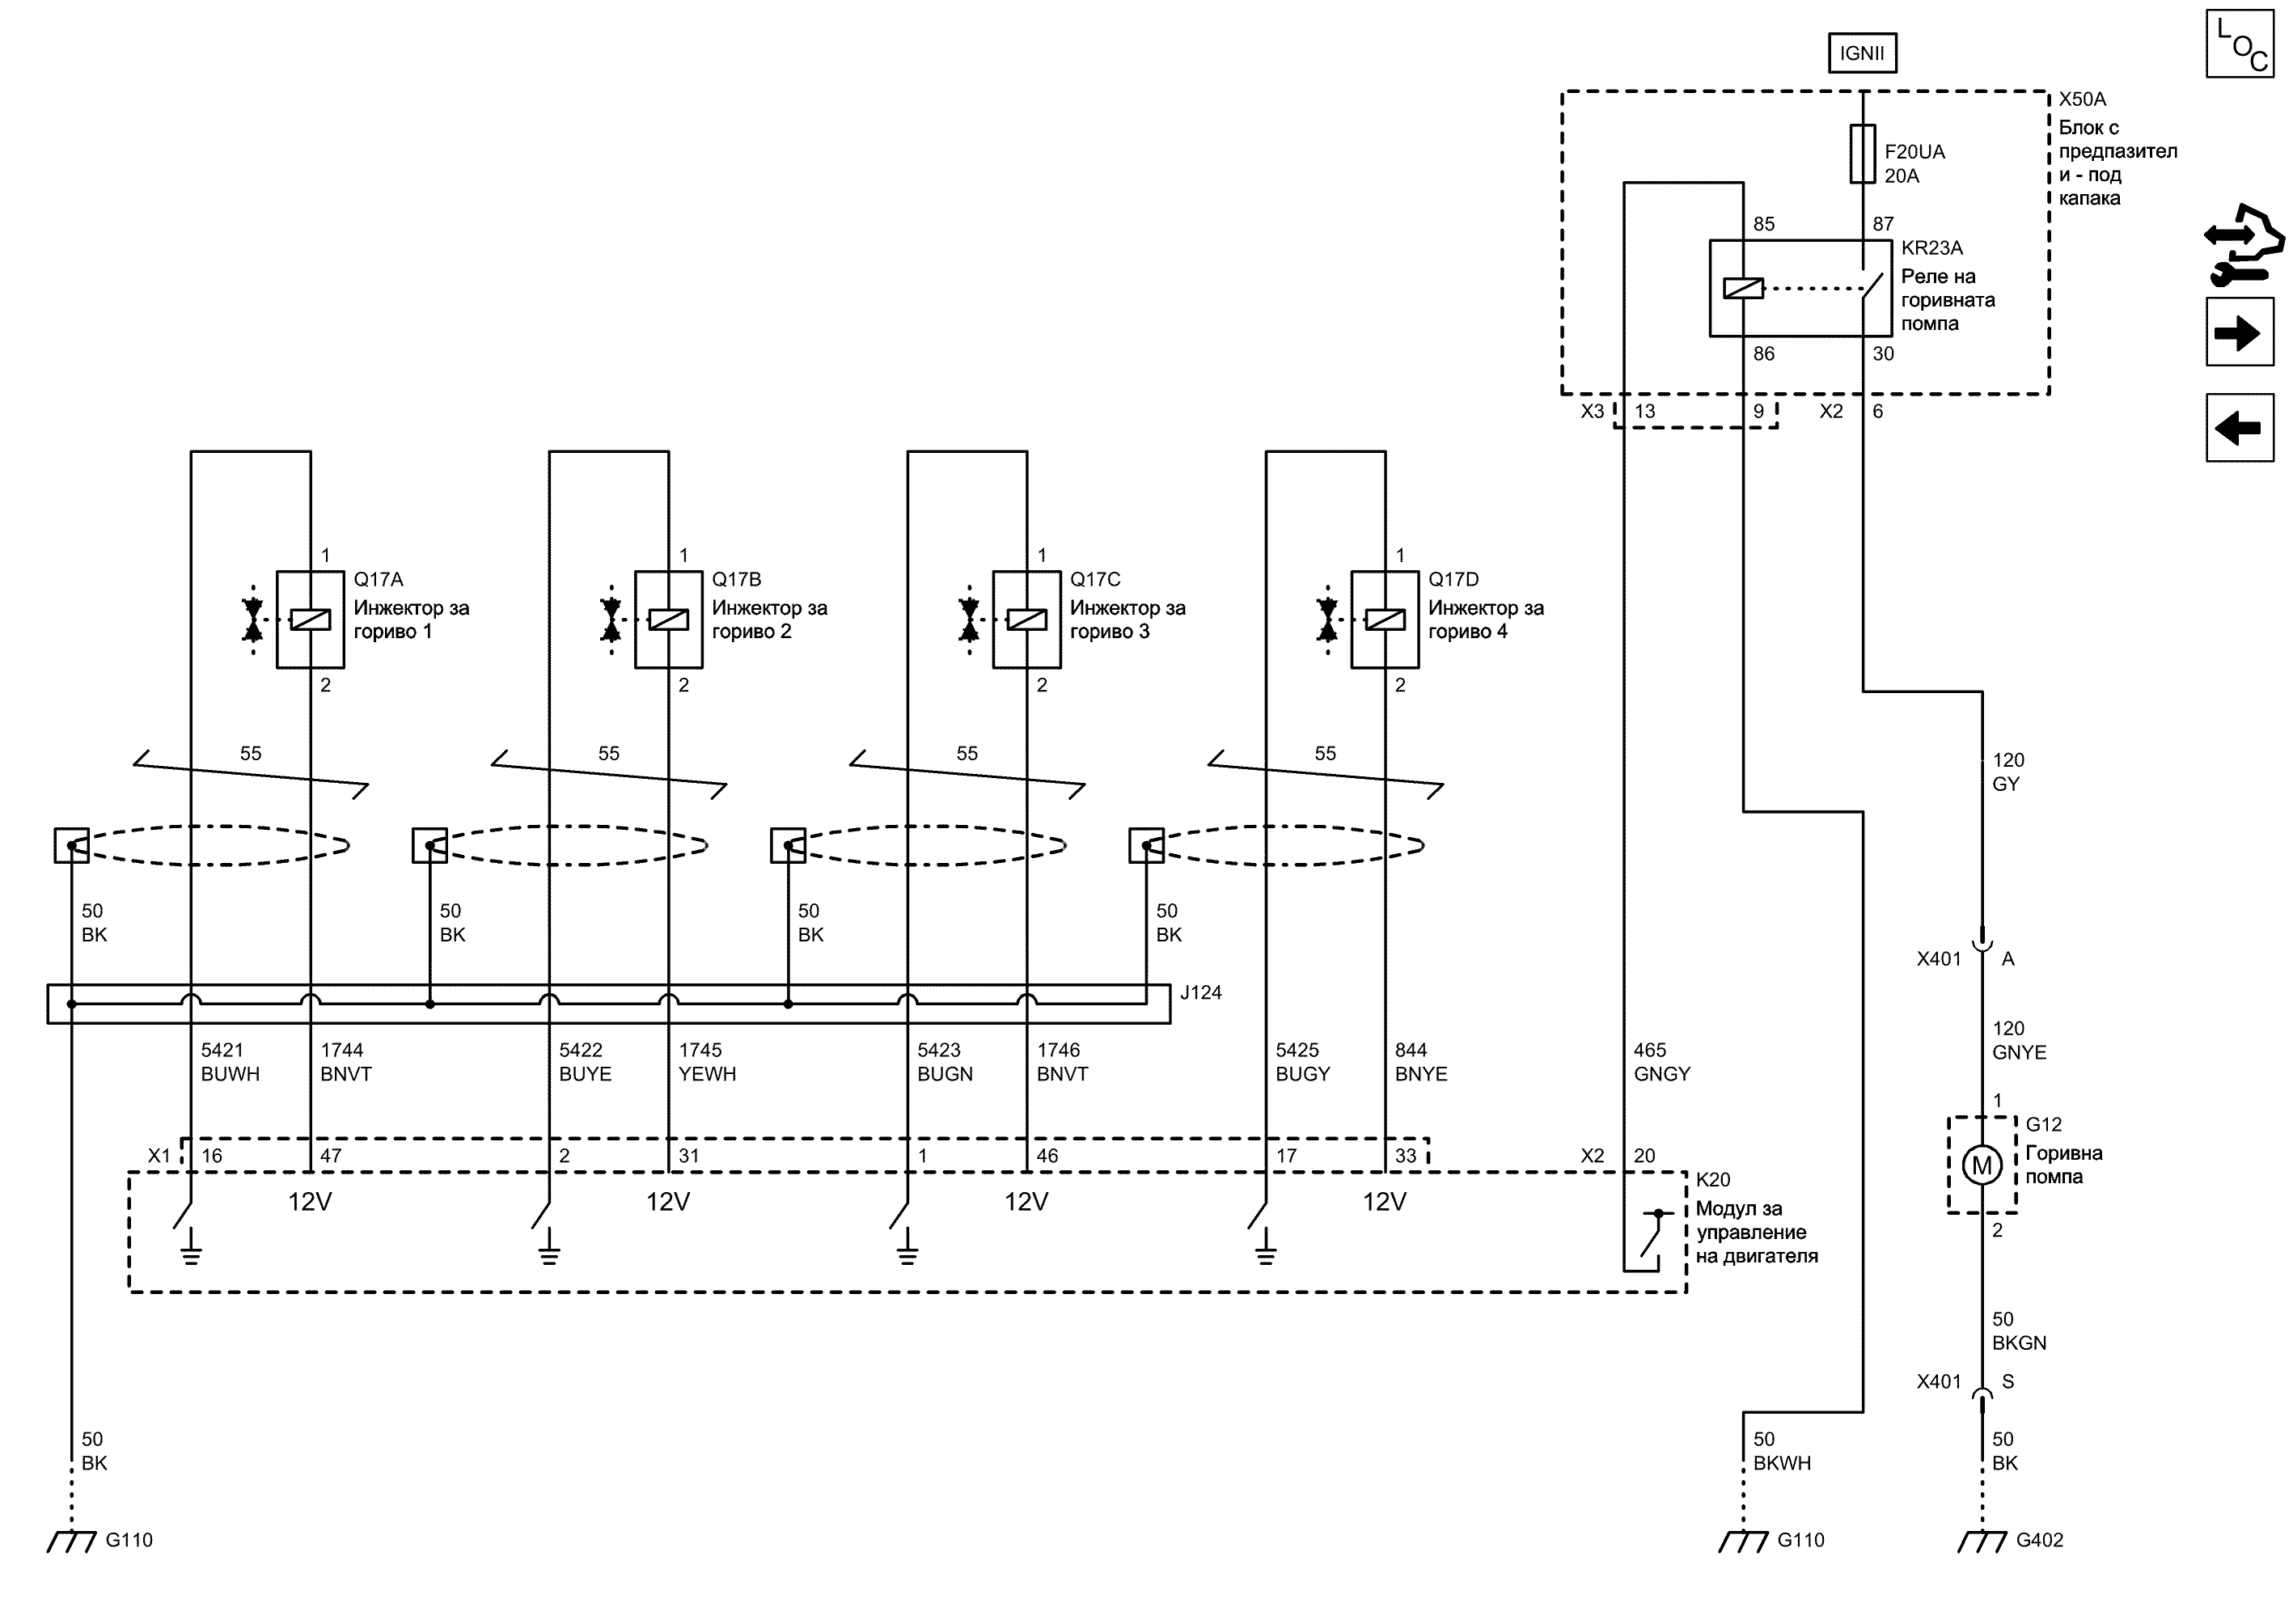 IGNII
LOC
X50A
Блок с
предпазител
и - под
капака
F20UA
20A
85
87
KR23A
Реле на
горивната
помпа
86
30
X3
13
9
X2
6
1
Q17A
Инжектор за
гориво 1
2
1
Q17B
Инжектор за
гориво 2
2
1
Q17C
Инжектор за
гориво 3
2
1
Q17D
Инжектор за
гориво 4
2
55
55
55
55
120
GY
50
BK
50
BK
50
BK
50
BK
X401
A
J124
5421
BUWH
1744
BNVT
5422
BUYE
1745
YEWH
5423
BUGN
1746
BNVT
5425
BUGY
844
BNYE
465
GNGY
120
GNYE
1
G12
Горивна
помпа
M
2
X1
16
47
2
31
1
46
17
33
X2
20
12V
12V
12V
12V
K20
Модул за
управление
на двигателя
50
BKGN
X401
S
50
BK
50
BKWH
50
BK
G110
G110
G402